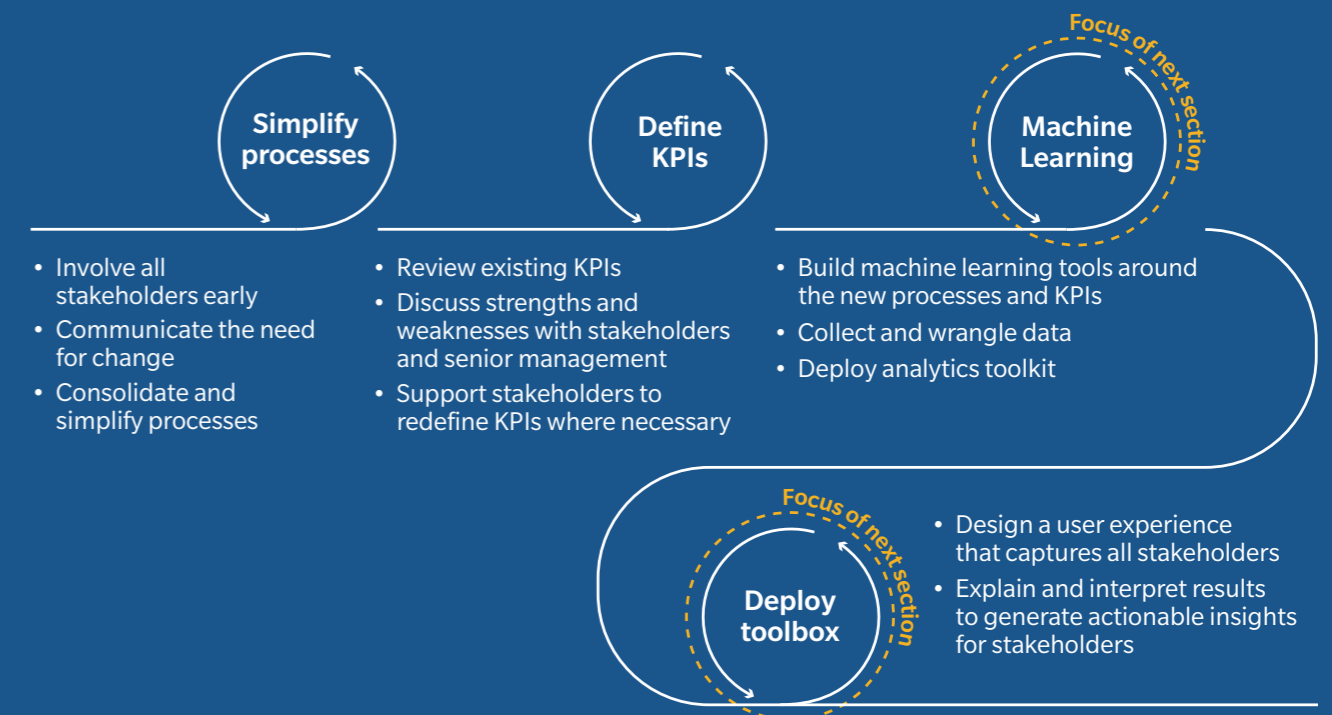 Focus of next section
Simplify
processes
Define
KPIs
Machine
Learning
• Involve all
stakeholders early
• Communicate the need
for change
• Consolidate and
simplify processes
• Review existing KPIs
• Discuss strengths and
weaknesses with stakeholders
and senior management
• Support stakeholders to
redefine KPIs where necessary
• Build machine learning tools around
the new processes and KPIs
• Collect and wrangle data
• Deploy analytics toolkit
Focus of next section
Deploy
toolbox
• Design a user experience
that captures all stakeholders
• Explain and interpret results
to generate actionable insights
for stakeholders